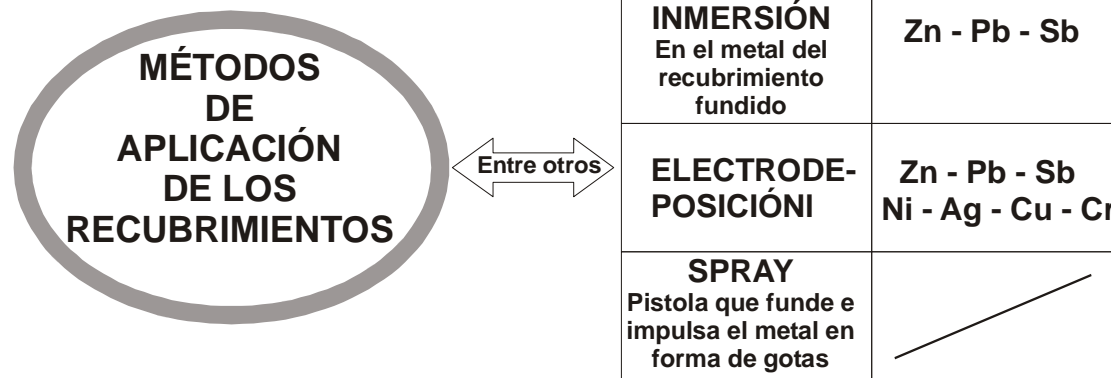 MÉTODOS
DE
APLICACIÓN
DE LOS
RECUBRIMIENTOS
Entre otros
INMERSIÓN
En el metal del
recubrimiento
fundido
Zn - Pb - Sb
ELECTRODE-
POSICIÓNI
Zn - Pb - Sb
Ni - Ag - Cu - Cr
SPRAY
Pistola que funde e
impulsa el metal en
forma de gotas